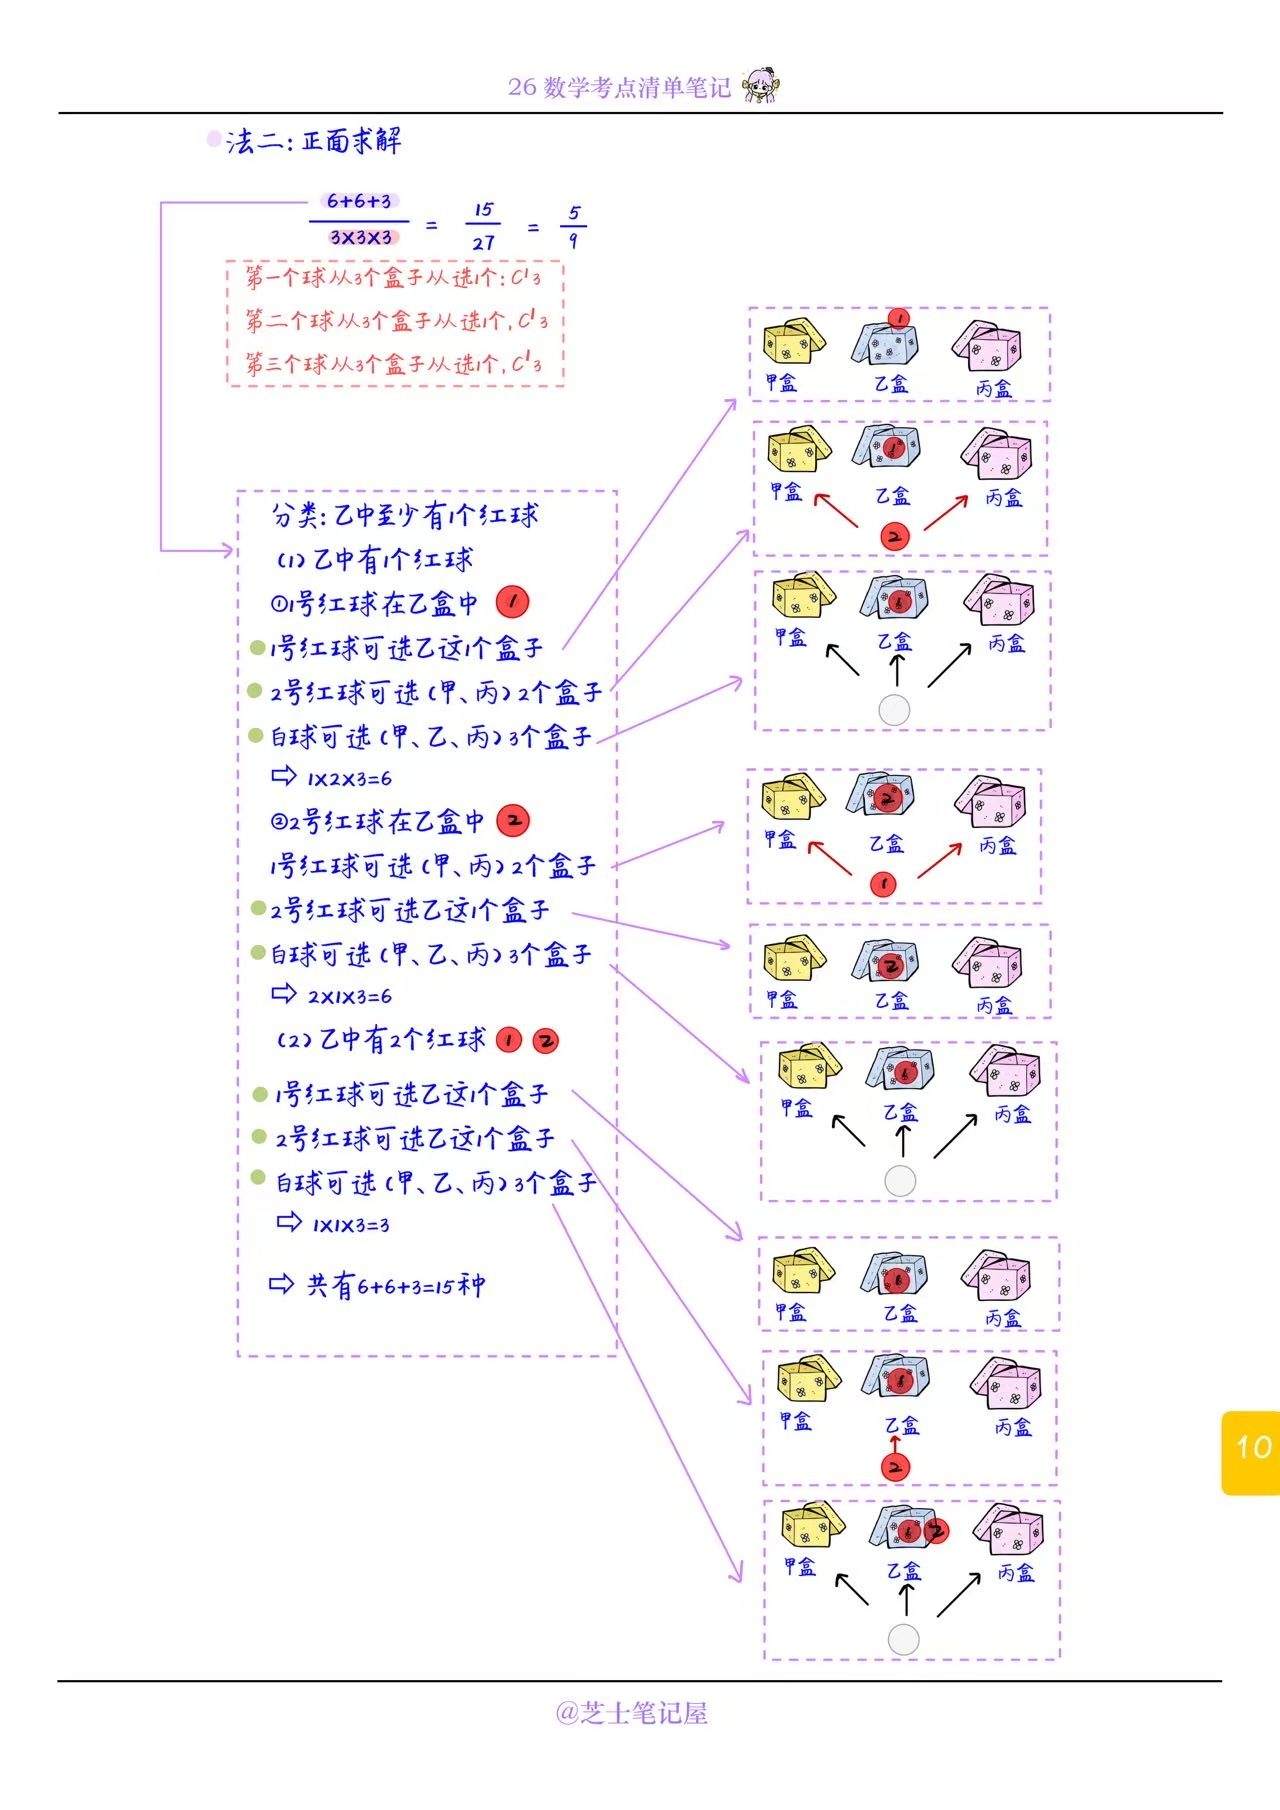 26 数学考点清单笔记
法二:正面求解
6+6+3
3×3×3
=
15
27
=
5
9
第一个球从3个盒子从选1个:C¹3
第二个球从3个盒子从选1个,C¹3
第三个球从3个盒子从选1个,C¹3
分类:乙中至少有1个红球
(1)乙中有1个红球
①1号红球在乙盒中 1
1号红球可选乙这1个盒子
2号红球可选(甲、丙)2个盒子
白球可选(甲、乙、丙)3个盒子
⇨ 1×2×3=6
②2号红球在乙盒中 2
1号红球可选(甲、丙)2个盒子
2号红球可选乙这1个盒子
白球可选(甲、乙、丙)3个盒子
⇨ 2×1×3=6
(2)乙中有2个红球 1 2
1号红球可选乙这1个盒子
2号红球可选乙这1个盒子
白球可选(甲、乙、丙)3个盒子
⇨ 1×1×3=3
⇨ 共有6+6+3=15种
1
甲盒 乙盒 丙盒
1
甲盒 乙盒 丙盒
2
甲盒 乙盒 丙盒
2
甲盒 乙盒 丙盒
1
2
甲盒 乙盒 丙盒
甲盒 乙盒 丙盒
甲盒 乙盒 丙盒
甲盒 乙盒 丙盒
2
2
甲盒 乙盒 丙盒
10
@芝士笔记屋